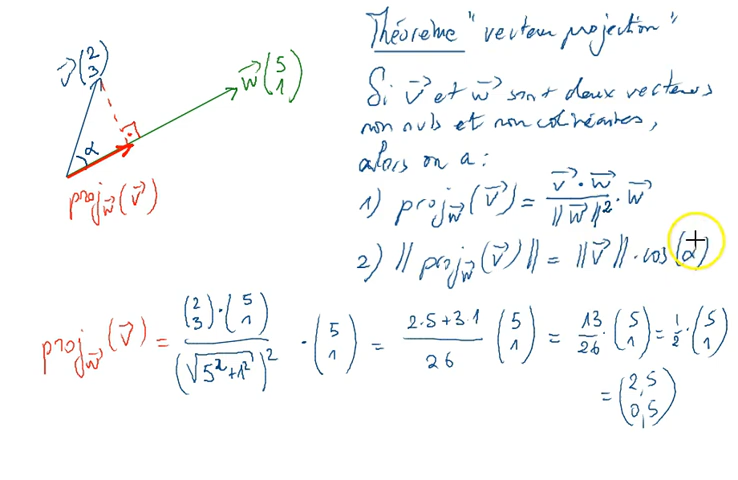 Théorème "vecteur projection"
v⃗(2 3)
w⃗(5 1)
α
proj_w⃗(v⃗)
Si v⃗ et w⃗ sont deux vecteurs
non nuls et non colinéaires,
alors on a :
1) proj_w⃗(v⃗) = (v⃗·w⃗)/||w⃗||² · w⃗
2) ||proj_w⃗(v⃗)|| = ||v⃗||·cos(α)
proj_w⃗(v⃗) = ((2 3)·(5 1))/(√(5²+1²))² · (5 1) = (2·5+3·1)/26 (5 1) = 13/26·(5 1) = 1/2·(5 1)
= (2,5 0,5)